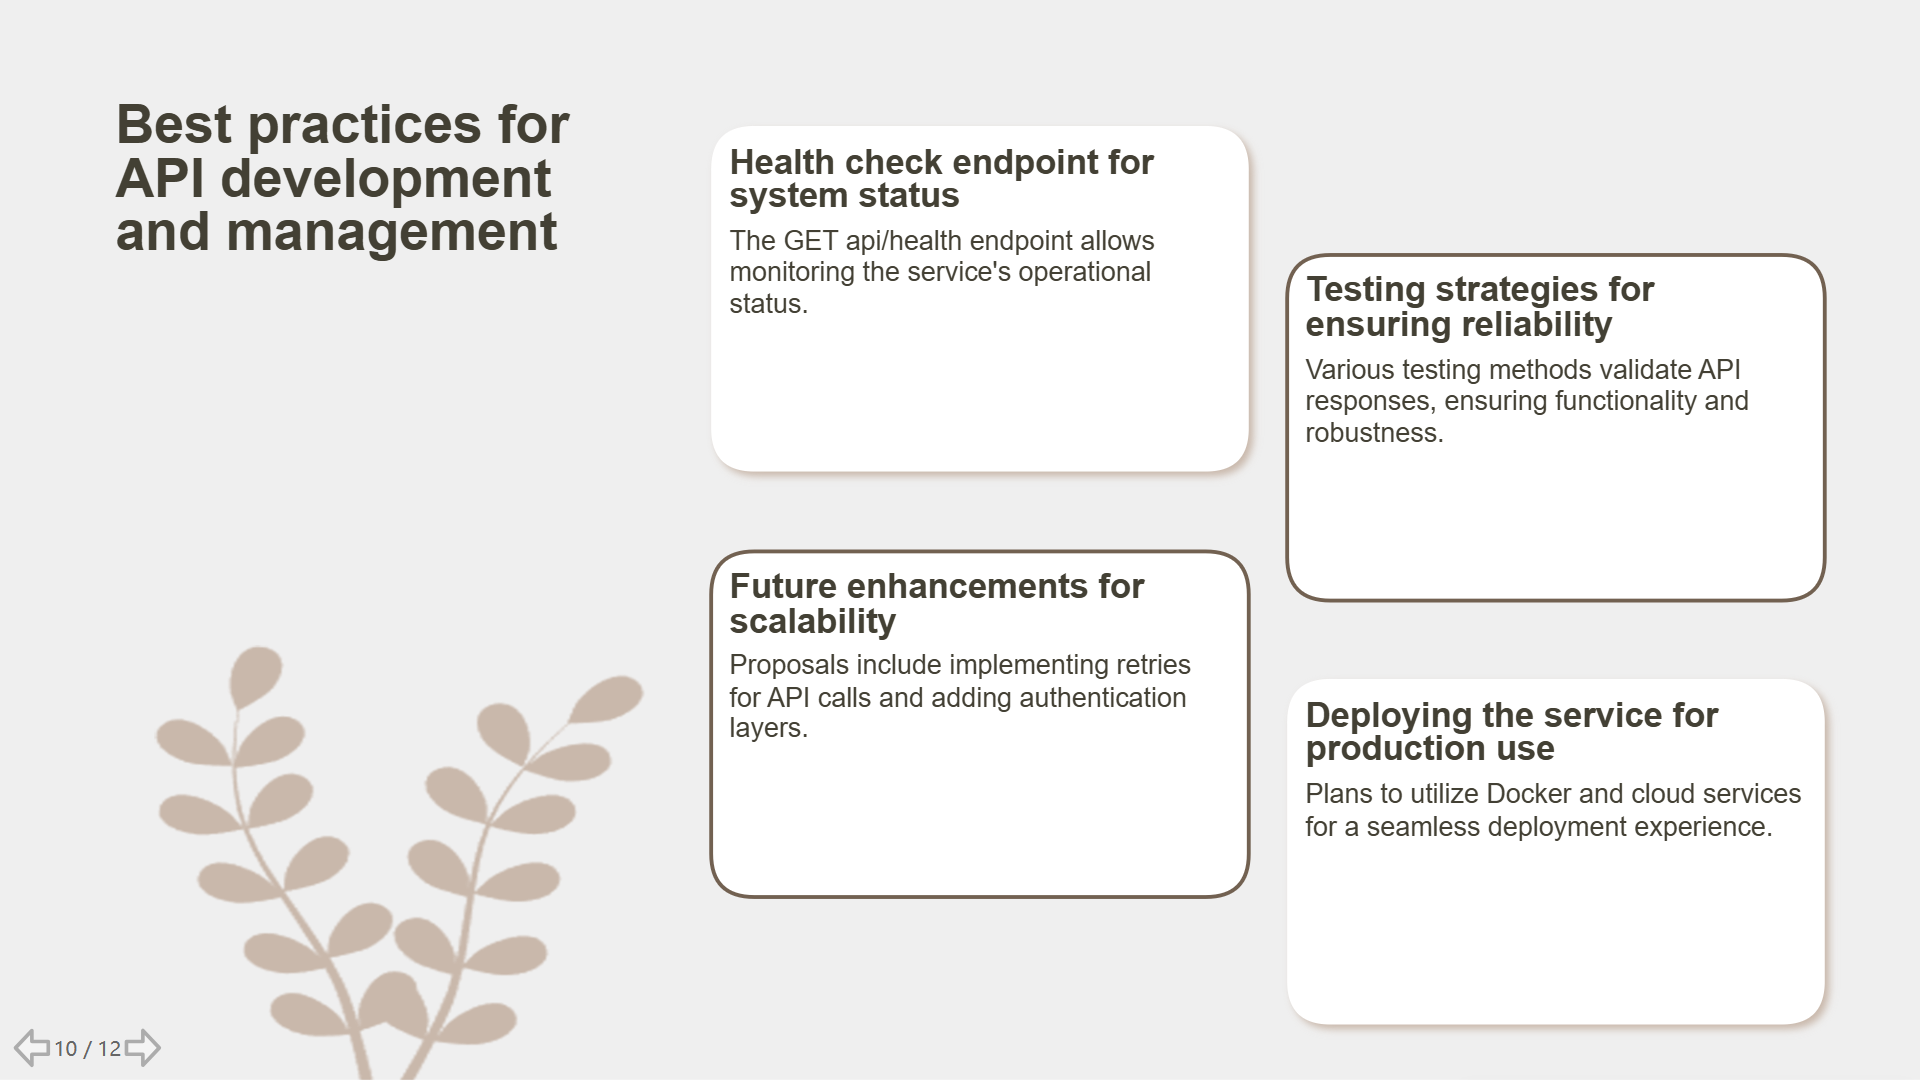 Best practices for
API development
and management
Health check endpoint for
system status
The GET api/health endpoint allows
monitoring the service's operational
status.
Testing strategies for
ensuring reliability
Various testing methods validate API
responses, ensuring functionality and
robustness.
Future enhancements for
scalability
Proposals include implementing retries
for API calls and adding authentication
layers.
Deploying the service for
production use
Plans to utilize Docker and cloud services
for a seamless deployment experience.
10 / 12